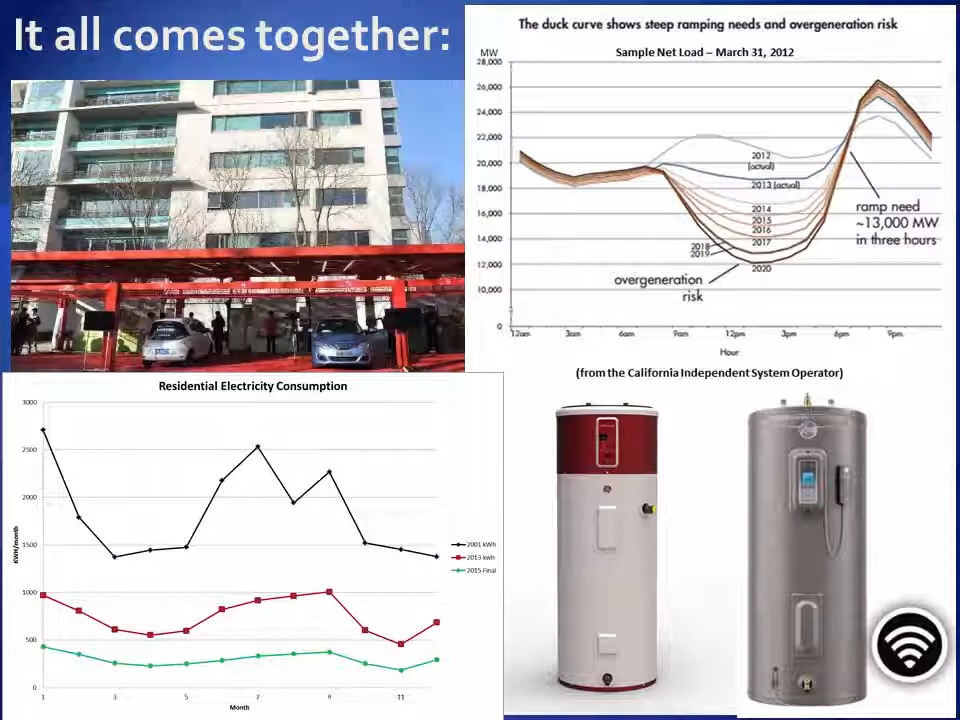 It all comes together:
The duck curve shows steep ramping needs and overgeneration risk
Sample Net Load – March 31, 2012
MW
28,000
26,000
24,000
22,000
20,000
18,000
16,000
14,000
12,000
10,000
0
2012
(actual)
2013 (actual)
2014
2015
2016
2017
2018
2019
2020
ramp need
~13,000 MW
in three hours
overgeneration
risk
12am 3am 6am 9am 12pm 3pm 6pm 9pm
Hour
(from the California Independent System Operator)
Residential Electricity Consumption
3000
2500
2000
1500
1000
500
0
KWH/month
1 3 5 7 9 11
Month
2001 kWh
2013 kwh
2015 Final